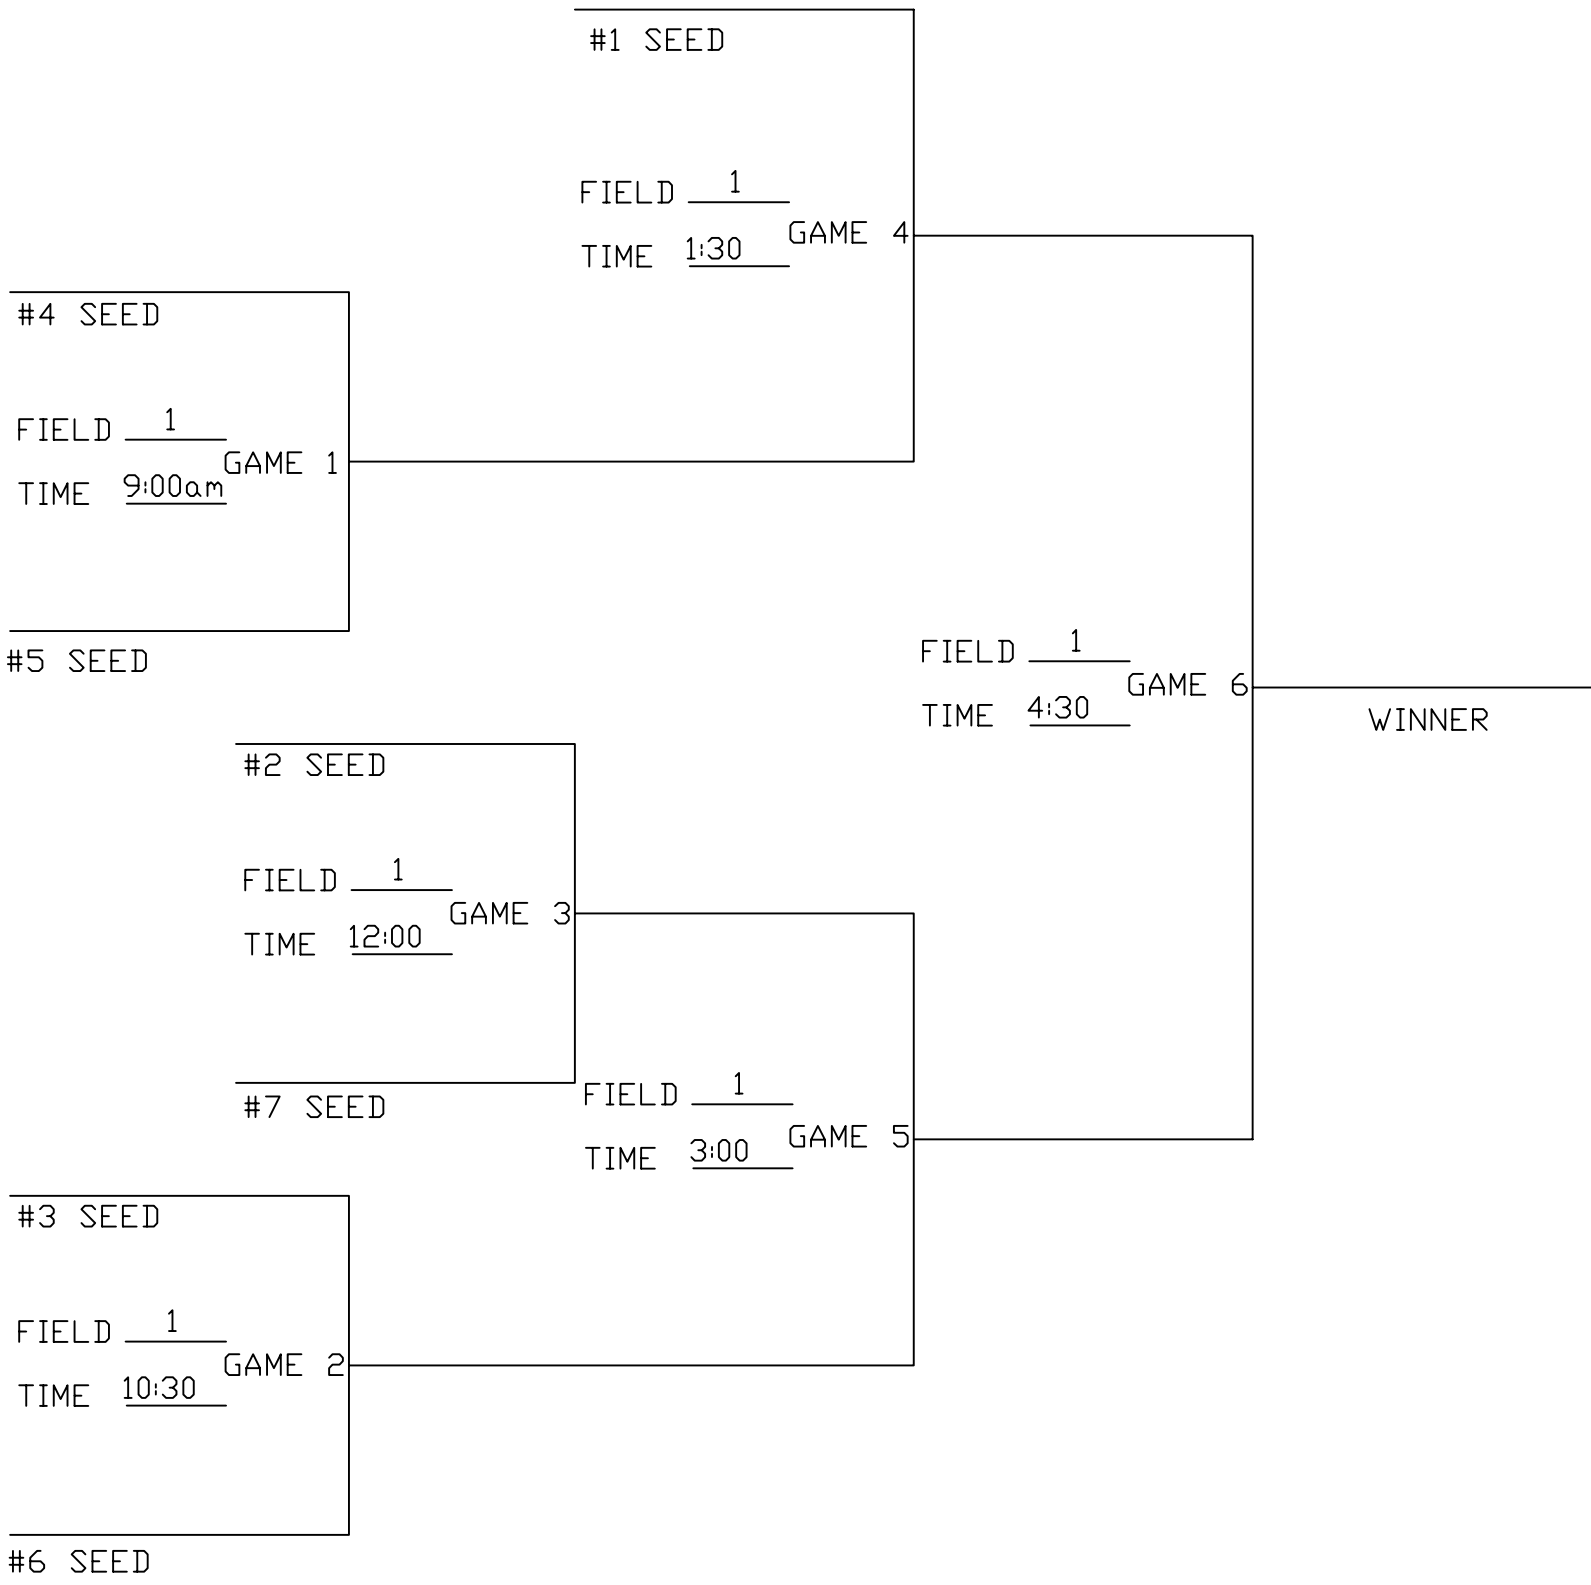 #1 SEED
FIELD 1
GAME 4
TIME 1:30
#4 SEED
FIELD 1
GAME 1
TIME 9:00am
#5 SEED
FIELD 1
GAME 6
TIME 4:30
WINNER
#2 SEED
FIELD 1
GAME 3
TIME 12:00
#7 SEED
FIELD 1
GAME 5
TIME 3:00
#3 SEED
FIELD 1
GAME 2
TIME 10:30
#6 SEED